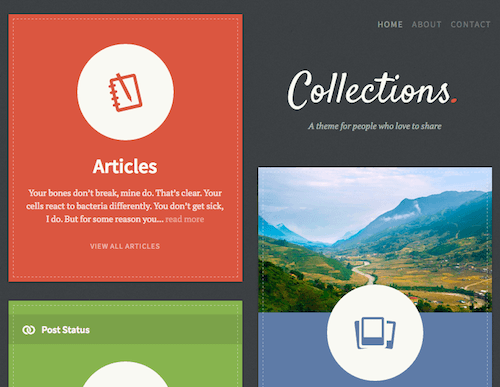 HOME ABOUT CONTACT
Collections.
A theme for people who love to share
Articles
Your bones don't break, mine do. That's clear. Your
cells react to bacteria differently. You don't get sick,
I do. But for some reason you... read more
VIEW ALL ARTICLES
Post Status